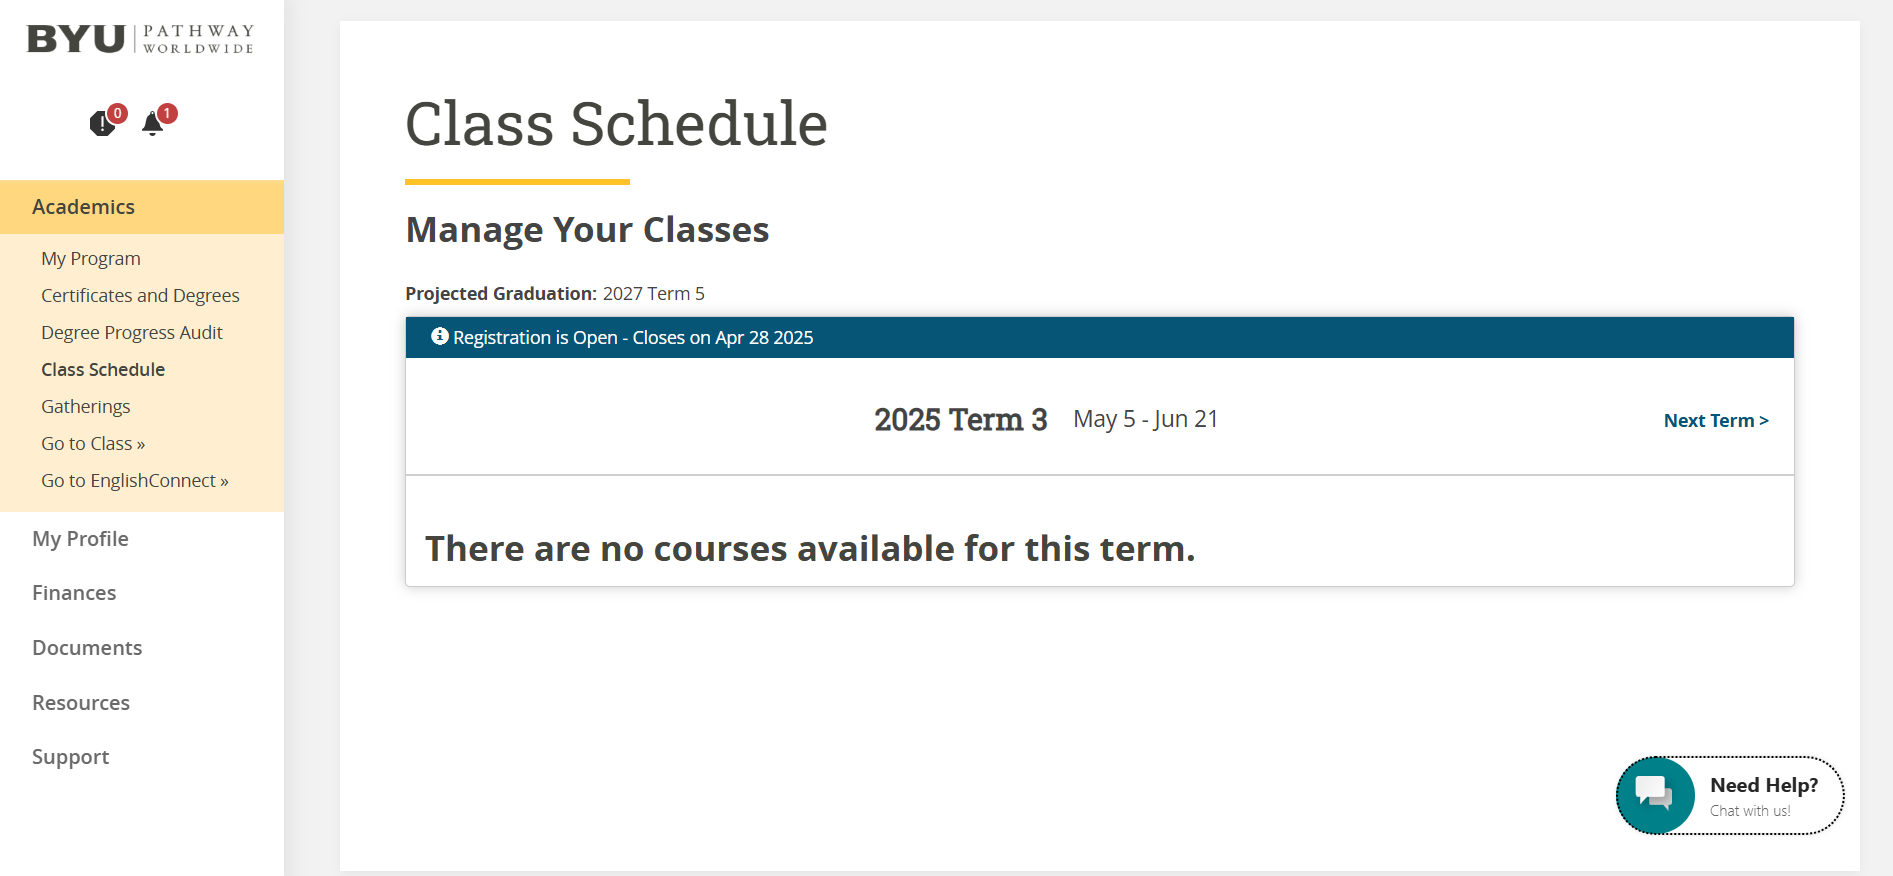 BYU PATHWAY WORLDWIDE
0
1
Academics
My Program
Certificates and Degrees
Degree Progress Audit
Class Schedule
Gatherings
Go to Class »
Go to EnglishConnect »
My Profile
Finances
Documents
Resources
Support
Class Schedule
Manage Your Classes
Projected Graduation: 2027 Term 5
Registration is Open - Closes on Apr 28 2025
2025 Term 3 May 5 - Jun 21
Next Term >
There are no courses available for this term.
Need Help?
Chat with us!